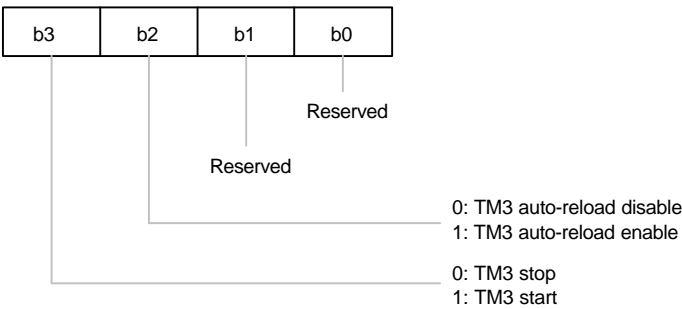 b3 b2 b1 b0
Reserved
Reserved
0: TM3 auto-reload disable
1: TM3 auto-reload enable
0: TM3 stop
1: TM3 start